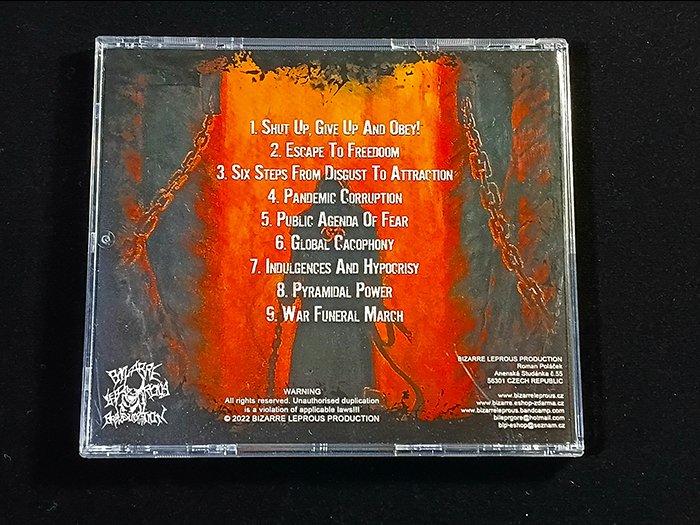 1. Shut Up, Give Up And Obey!
2. Escape To Freedoom
3. Six Steps From Disgust To Attraction
4. Pandemic Corruption
5. Public Agenda Of Fear
6. Global Cacophony
7. Indulgences And Hypocrisy
8. Pyramidal Power
9. War Funeral March
BIZARRE LEPROUS PRODUCTION
WARNING
All rights reserved. Unauthorised duplication
is a violation of applicable laws!!!
© 2022 BIZARRE LEPROUS PRODUCTION
BIZARRE LEPROUS PRODUCTION
Roman Poláček
Anenská Studánka č.55
56301 CZECH REPUBLIC
www.bizarreleprous.cz
www.bizarre.eshop-zdarma.cz
www.bizarreleprous.bandcamp.com
bileprgore@hotmail.com
blp-eshop@seznam.cz